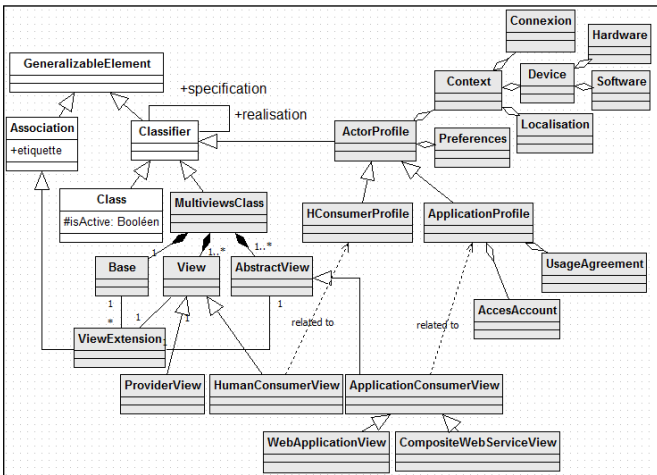 Connexion
Hardware
GeneralizableElement
Context
Device
Software
+specification
Association
+etiquette
Classifier
+realisation
ActorProfile
Preferences
Localisation
Class
#isActive: Booléen
MultiviewsClass
HConsumerProfile
ApplicationProfile
1
1..*
1..*
Base
View
AbstractView
UsageAgreement
1
1
1
1
*
related to
related to
AccesAccount
ViewExtension
1
ProviderView
HumanConsumerView
ApplicationConsumerView
WebApplicationView
CompositeWebServiceView